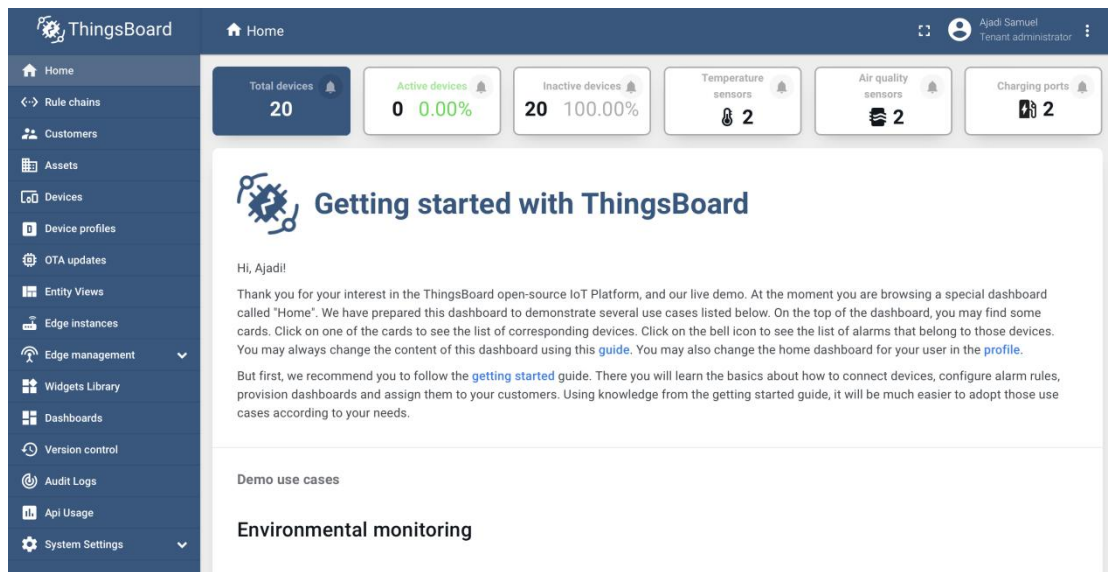 ThingsBoard
Home
Ajadi Samuel
Tenant administrator
Home
Rule chains
Customers
Assets
Devices
D Device profiles
OTA updates
Entity Views
Edge instances
Edge management
Widgets Library
Dashboards
Version control
Audit Logs
Api Usage
System Settings
Total devices
20
Active devices
0 0.00%
Inactive devices
20 100.00%
Temperature
sensors
2
Air quality
sensors
2
Charging ports
2
Getting started with ThingsBoard
Hi, Ajadi!
Thank you for your interest in the ThingsBoard open-source IoT Platform, and our live demo. At the moment you are browsing a special dashboard
called "Home". We have prepared this dashboard to demonstrate several use cases listed below. On the top of the dashboard, you may find some
cards. Click on one of the cards to see the list of corresponding devices. Click on the bell icon to see the list of alarms that belong to those devices.
You may always change the content of this dashboard using this guide. You may also change the home dashboard for your user in the profile.
But first, we recommend you to follow the getting started guide. There you will learn the basics about how to connect devices, configure alarm rules,
provision dashboards and assign them to your customers. Using knowledge from the getting started guide, it will be much easier to adopt those use
cases according to your needs.
Demo use cases
Environmental monitoring